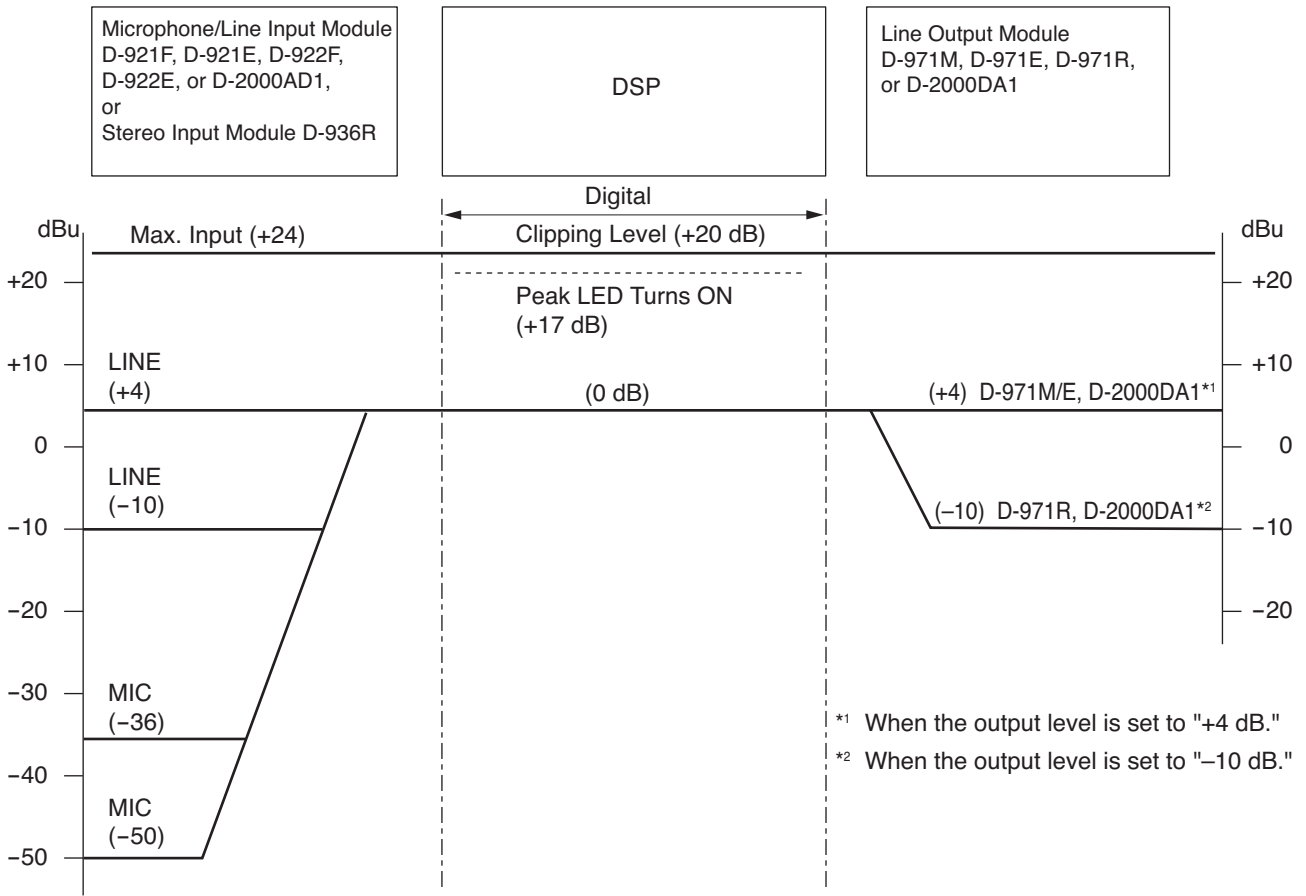 Microphone/Line Input Module
D-921F, D-921E, D-922F,
D-922E, or D-2000AD1,
or
Stereo Input Module D-936R
DSP
Line Output Module
D-971M, D-971E, D-971R,
or D-2000DA1
Digital
dBu
Max. Input (+24)
Clipping Level (+20 dB)
dBu
+20
+20
Peak LED Turns ON
(+17 dB)
+10
LINE
(+4)
(0 dB)
(+4) D-971M/E, D-2000DA1*1
+10
0
0
LINE
(−10)
(−10) D-971R, D-2000DA1*2
−10
−10
−20
−20
−30
MIC
(−36)
*1 When the output level is set to "+4 dB."
*2 When the output level is set to "–10 dB."
−40
MIC
(−50)
−50